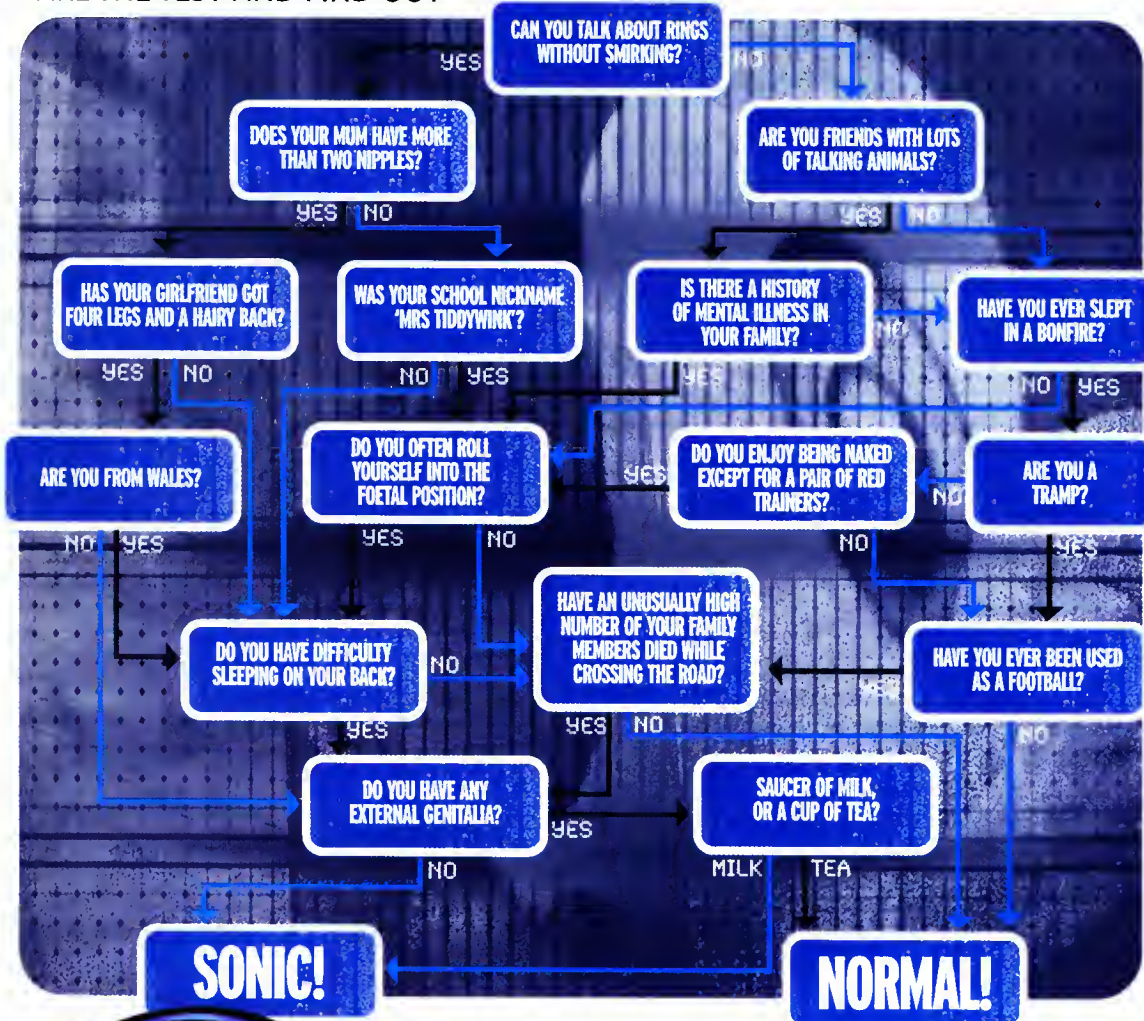 CAN YOU TALK ABOUT RINGS
WITHOUT SMIRKING?
YES
NO
DOES YOUR MUM HAVE MORE
THAN TWO NIPPLES?
ARE YOU FRIENDS WITH LOTS
OF TALKING ANIMALS?
YES NO
YES NO
HAS YOUR GIRLFRIEND GOT
FOUR LEGS AND A HAIRY BACK?
WAS YOUR SCHOOL NICKNAME
'MRS TIDDYWINK'?
IS THERE A HISTORY
OF MENTAL ILLNESS IN
YOUR FAMILY?
NO
HAVE YOU EVER SLEPT
IN A BONFIRE?
YES NO
NO YES
YES
NO YES
ARE YOU FROM WALES?
DO YOU OFTEN ROLL
YOURSELF INTO THE
FOETAL POSITION?
YES
DO YOU ENJOY BEING NAKED
EXCEPT FOR A PAIR OF RED
TRAINERS?
NO
ARE YOU A
TRAMP?
NO YES
YES NO
NO
YES
DO YOU HAVE DIFFICULTY
SLEEPING ON YOUR BACK?
NO
HAVE AN UNUSUALLY HIGH
NUMBER OF YOUR FAMILY
MEMBERS DIED WHILE
CROSSING THE ROAD?
HAVE YOU EVER BEEN USED
AS A FOOTBALL?
YES
YES NO
NO
DO YOU HAVE ANY
EXTERNAL GENITALIA?
YES
SAUCER OF MILK,
OR A CUP OF TEA?
NO
MILK TEA
SONIC!
NORMAL!